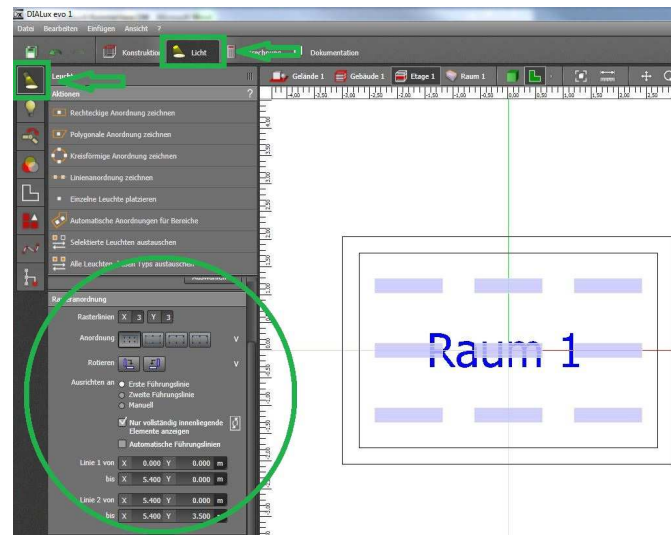 DIALux evo 1
Datei Bearbeiten Einfügen Ansicht ?
Konstruktion Licht Dokumentation
Gelände 1 Gebäude 1 Etage 1 Raum 1
Aktionen ?
Rechteckige Anordnung zeichnen
Polygonale Anordnung zeichnen
Kreisförmige Anordnung zeichnen
Linienanordnung zeichnen
Einzelne Leuchte platzieren
Automatische Anordnungen für Bereiche
Selektierte Leuchten austauschen
Alle Leuchten Typs austauschen
Rasteranordnung
Rasterlinien X 3 Y 3
Anordnung
Rotieren
Ausrichten an Erste Führungslinie
Zweite Führungslinie
Manuell
Nur vollständig innenliegende
Elemente anzeigen
Automatische Führungslinien
Linie 1 von X 0.000 Y 0.000 m
bis X 5.400 Y 0.000 m
Linie 2 von X 5.400 Y 0.000 m
bis X 5.400 Y 3.500 m
Raum 1